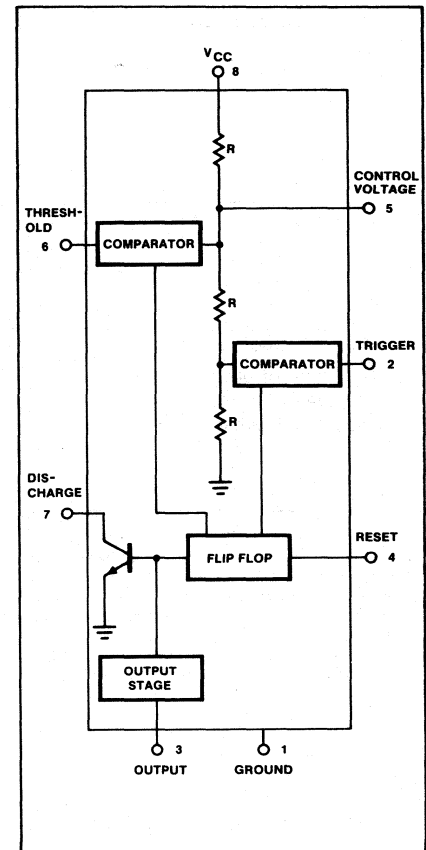 VCC
8
R
CONTROL
VOLTAGE
5
THRESH-
OLD
6
COMPARATOR
R
TRIGGER
COMPARATOR
2
R
DIS-
CHARGE
7
RESET
FLIP FLOP
4
OUTPUT
STAGE
3
1
OUTPUT
GROUND